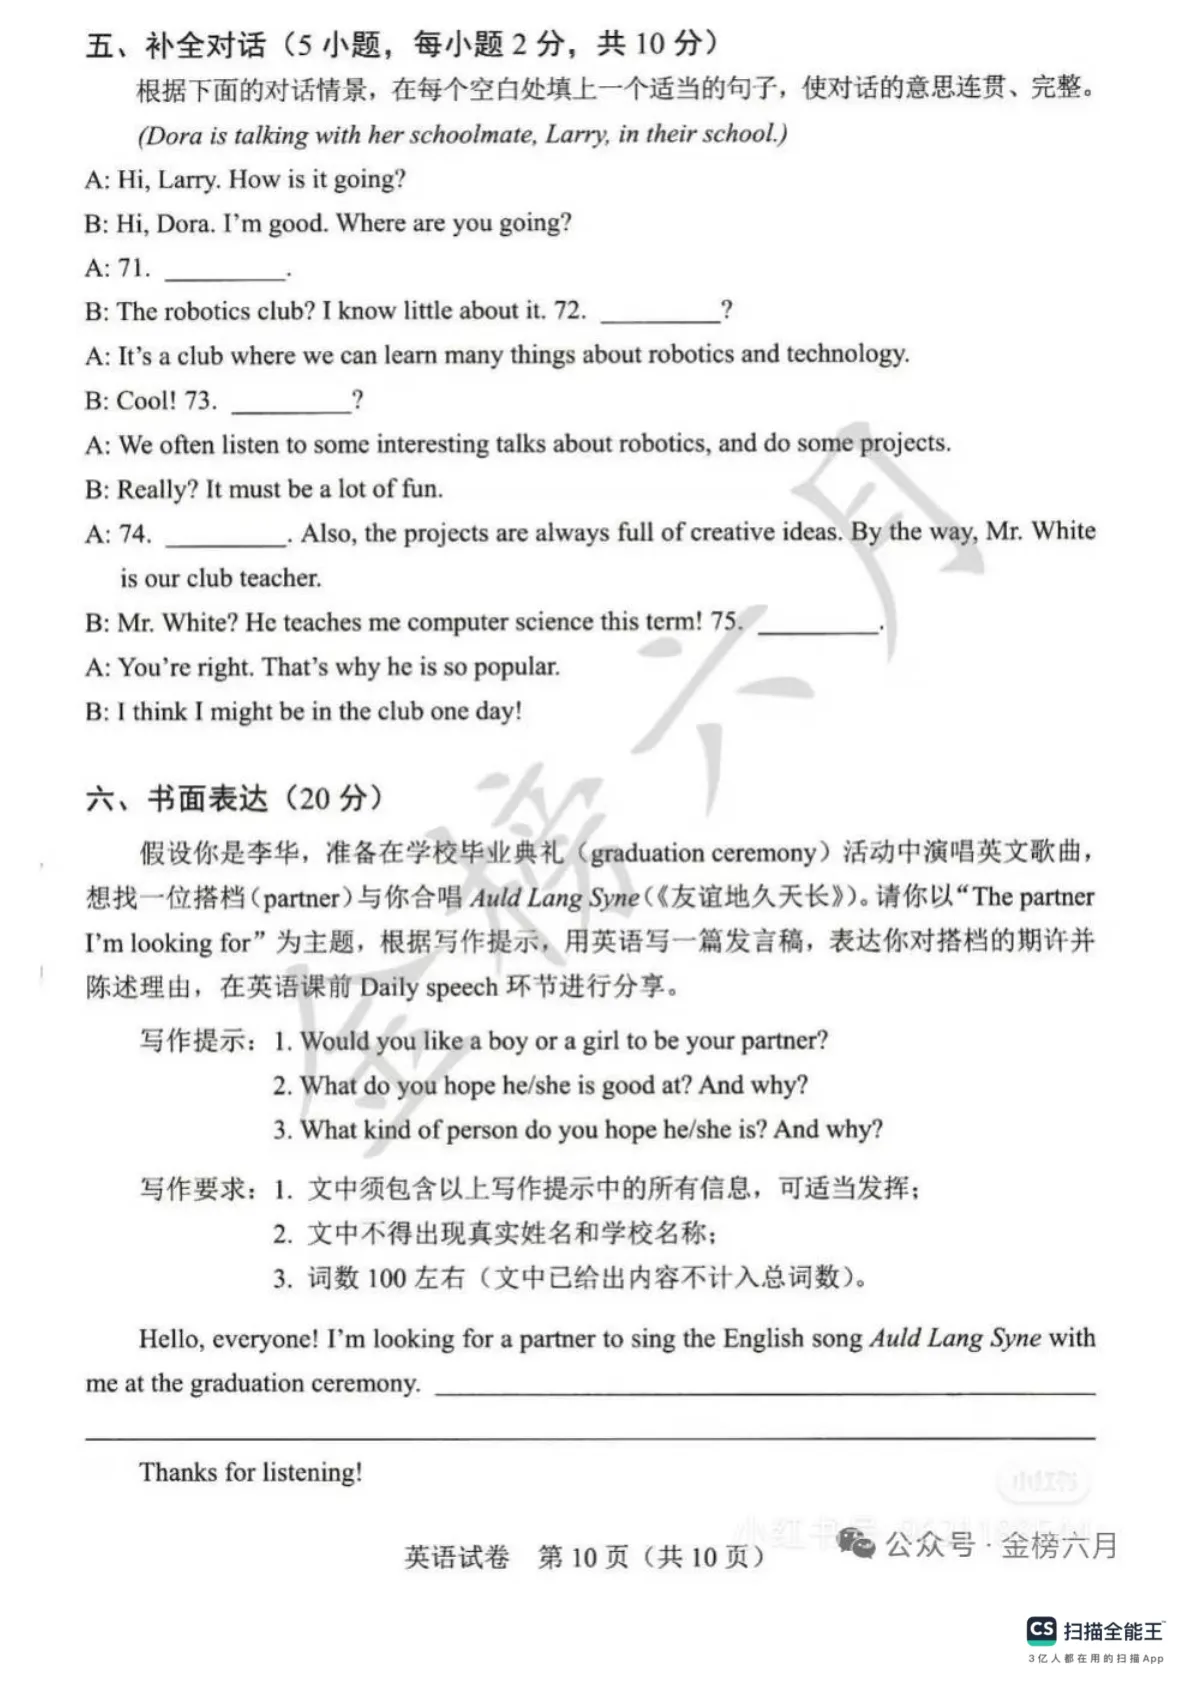 五、补全对话（5 小题，每小题 2 分，共 10 分）
根据下面的对话情景，在每个空白处填上一个适当的句子，使对话的意思连贯、完整。
(Dora is talking with her schoolmate, Larry, in their school.)
A: Hi, Larry. How is it going?
B: Hi, Dora. I'm good. Where are you going?
A: 71. _________.
B: The robotics club? I know little about it. 72. _________?
A: It's a club where we can learn many things about robotics and technology.
B: Cool! 73. _________?
A: We often listen to some interesting talks about robotics, and do some projects.
B: Really? It must be a lot of fun.
A: 74. _________. Also, the projects are always full of creative ideas. By the way, Mr. White
is our club teacher.
B: Mr. White? He teaches me computer science this term! 75. _________.
A: You're right. That's why he is so popular.
B: I think I might be in the club one day!
六、书面表达（20 分）
假设你是李华，准备在学校毕业典礼（graduation ceremony）活动中演唱英文歌曲，
想找一位搭档（partner）与你合唱 Auld Lang Syne（《友谊地久天长》）。请你以“The partner
I'm looking for”为主题，根据写作提示，用英语写一篇发言稿，表达你对搭档的期许并
陈述理由，在英语课前 Daily speech 环节进行分享。
写作提示：1. Would you like a boy or a girl to be your partner?
2. What do you hope he/she is good at? And why?
3. What kind of person do you hope he/she is? And why?
写作要求：1. 文中须包含以上写作提示中的所有信息，可适当发挥；
2. 文中不得出现真实姓名和学校名称；
3. 词数 100 左右（文中已给出内容不计入总词数）。
Hello, everyone! I'm looking for a partner to sing the English song Auld Lang Syne with
me at the graduation ceremony.
Thanks for listening!
小红书
英语试卷 第 10 页（共 10 页）
公众号 · 金榜六月
金榜六月
CS 扫描全能王
3亿人都在用的扫描App